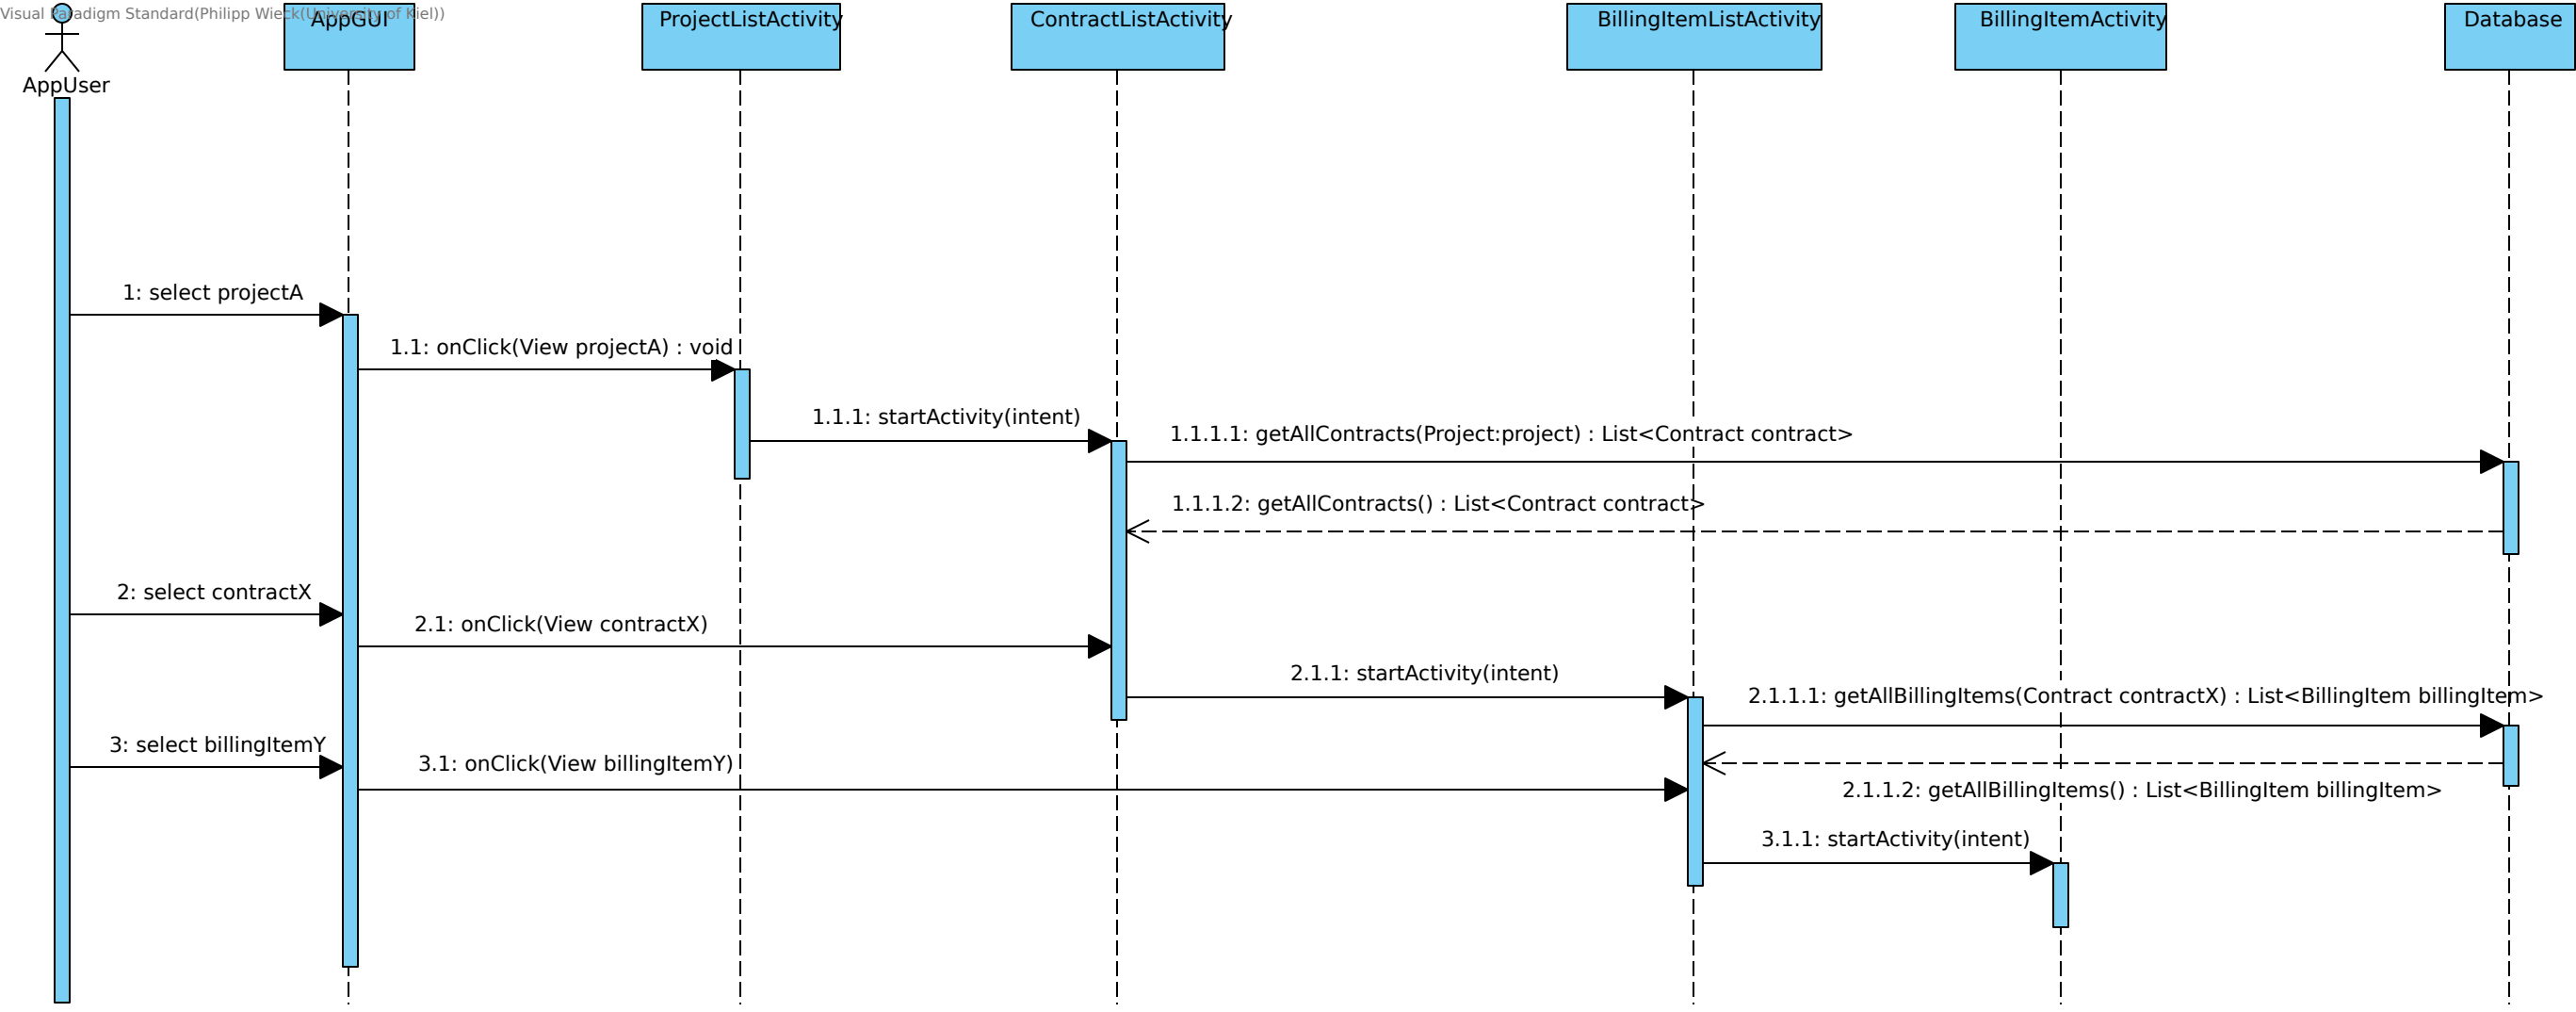 Visual Paradigm Standard(Philipp Wieck(University of Kiel))
AppUser
AppGUI
ProjectListActivity
ContractListActivity
BillingItemListActivity
BillingItemActivity
Database
1: select projectA
1.1: onClick(View projectA) : void
1.1.1: startActivity(intent)
1.1.1.1: getAllContracts(Project:project) : List<Contract contract>
1.1.1.2: getAllContracts() : List<Contract contract>
2: select contractX
2.1: onClick(View contractX)
2.1.1: startActivity(intent)
2.1.1.1: getAllBillingItems(Contract contractX) : List<BillingItem billingItem>
3: select billingItemY
3.1: onClick(View billingItemY)
2.1.1.2: getAllBillingItems() : List<BillingItem billingItem>
3.1.1: startActivity(intent)